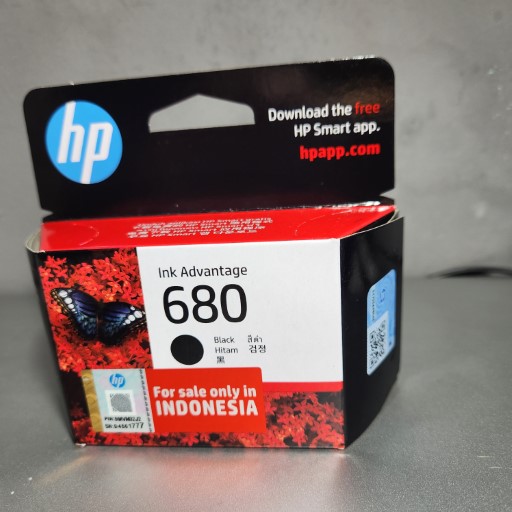 hp
Download the free
HP Smart app.
hpapp.com
Ink Advantage
680
Black สีดำ
Hitam 검정
黑
hp
For sale only in
INDONESIA